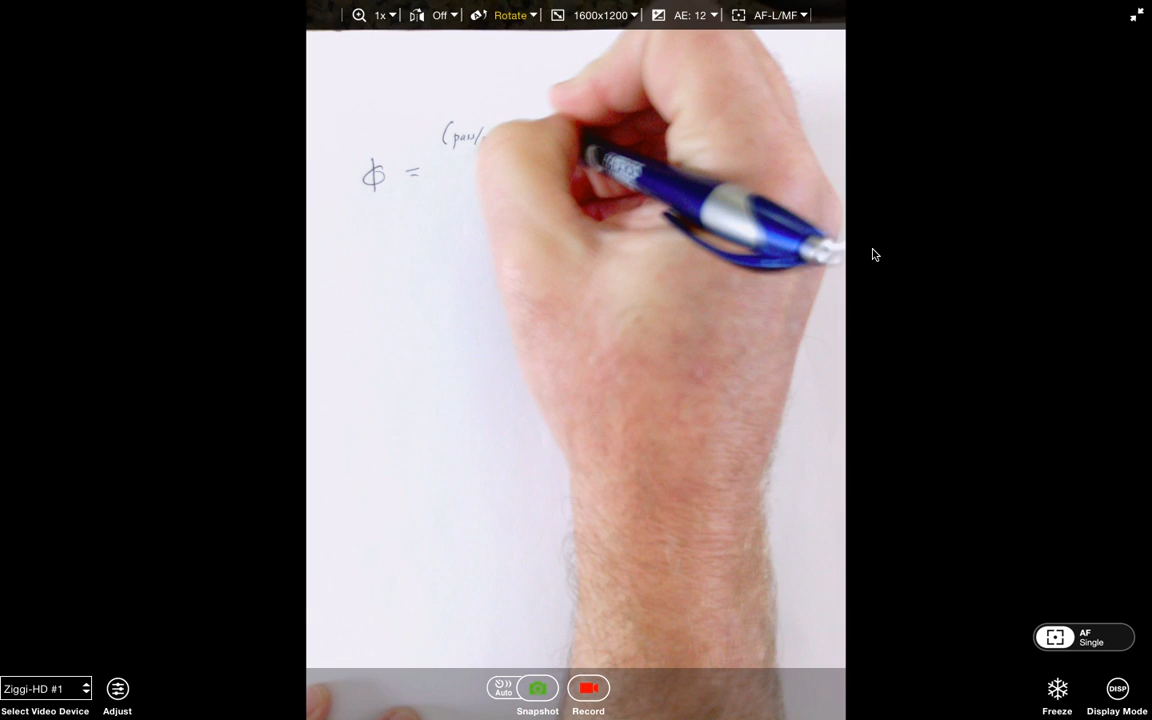 1x Off Rotate 1600x1200 AE: 12 AF-L/MF
(pass/
ϕ =
AF
Single
Ziggi-HD #1
Auto
Select Video Device Adjust Snapshot Record Freeze Display Mode
DISP